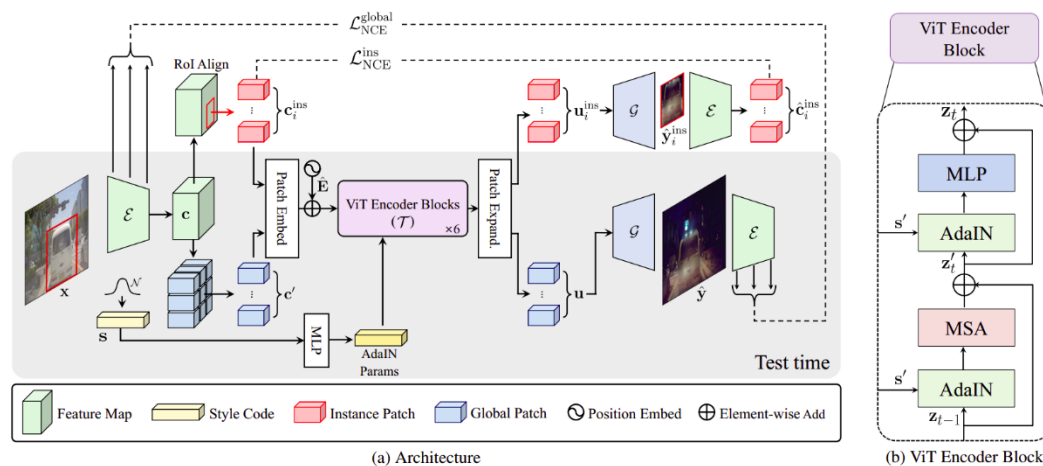 $\mathcal{L}_{\text{NCE}}^{\text{global}}$
$\mathcal{L}_{\text{NCE}}^{\text{ins}}$
RoI Align
$\mathbf{c}_i^{\text{ins}}$
$\mathcal{E}$
$\mathbf{c}$
$\mathbf{x}$
$\mathcal{N}$
$\mathbf{s}$
$\mathbf{c}'$
Patch Embed
$\hat{\mathbf{E}}$
ViT Encoder Blocks
$(\mathcal{T})$
×6
MLP
AdaIN
Params
Patch Expand.
$\mathbf{u}_i^{\text{ins}}$
$\mathcal{G}$
$\hat{\mathbf{y}}_i^{\text{ins}}$
$\mathcal{E}$
$\hat{\mathbf{c}}_i^{\text{ins}}$
$\mathbf{u}$
$\mathcal{G}$
$\hat{\mathbf{y}}$
$\mathcal{E}$
Test time
Feature Map
Style Code
Instance Patch
Global Patch
Position Embed
Element-wise Add
(a) Architecture
ViT Encoder
Block
$\mathbf{z}_t$
MLP
$\mathbf{s}'$
AdaIN
$\mathbf{z}_t'$
MSA
$\mathbf{s}'$
AdaIN
$\mathbf{z}_{t-1}$
(b) ViT Encoder Block